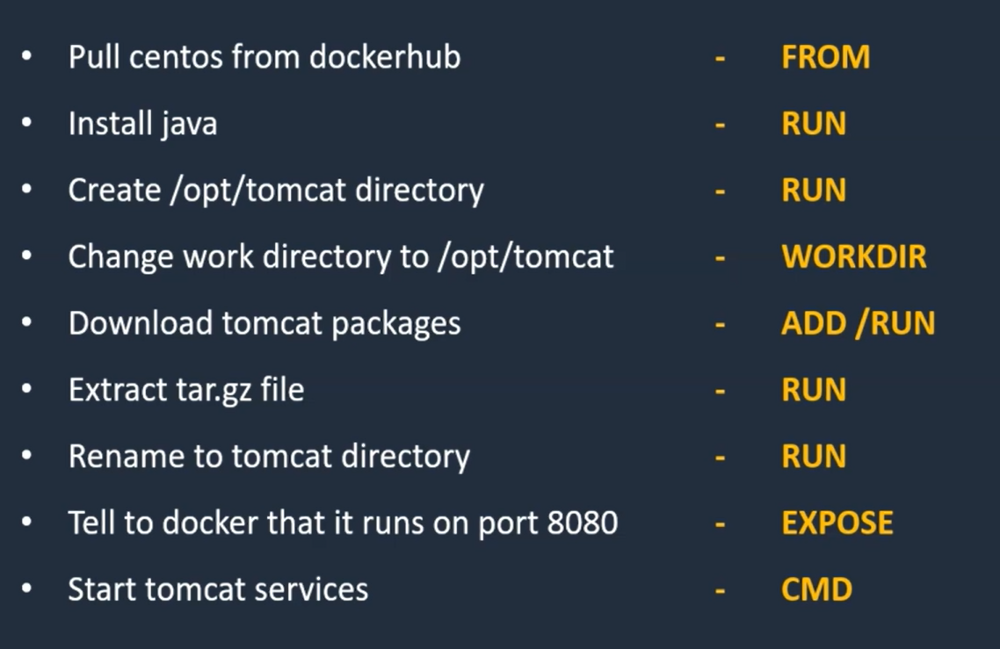 • Pull centos from dockerhub - FROM
• Install java - RUN
• Create /opt/tomcat directory - RUN
• Change work directory to /opt/tomcat - WORKDIR
• Download tomcat packages - ADD /RUN
• Extract tar.gz file - RUN
• Rename to tomcat directory - RUN
• Tell to docker that it runs on port 8080 - EXPOSE
• Start tomcat services - CMD